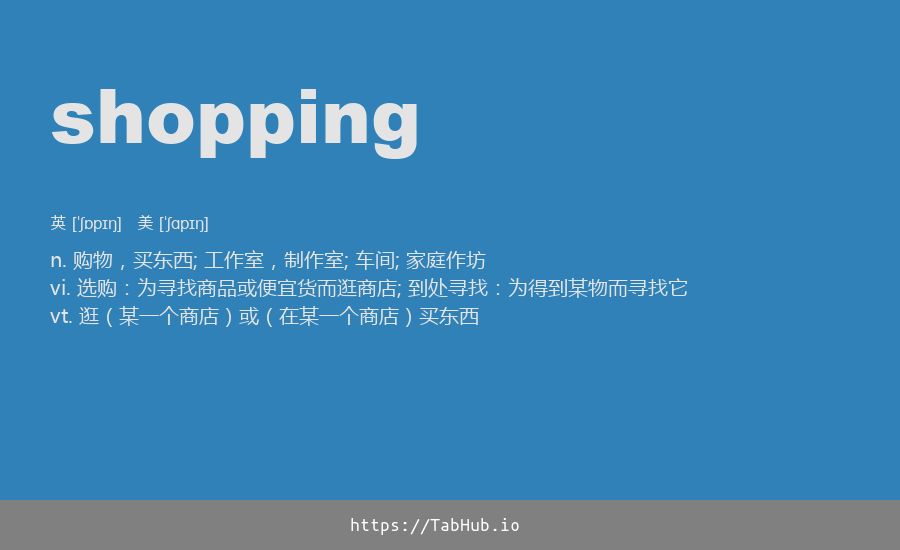 shopping
英 [ˈʃɒpɪŋ] 美 [ˈʃɑpɪŋ]
n. 购物，买东西; 工作室，制作室; 车间; 家庭作坊
vi. 选购：为寻找商品或便宜货而逛商店; 到处寻找：为得到某物而寻找它
vt. 逛（某一个商店）或（在某一个商店）买东西
https://TabHub.io